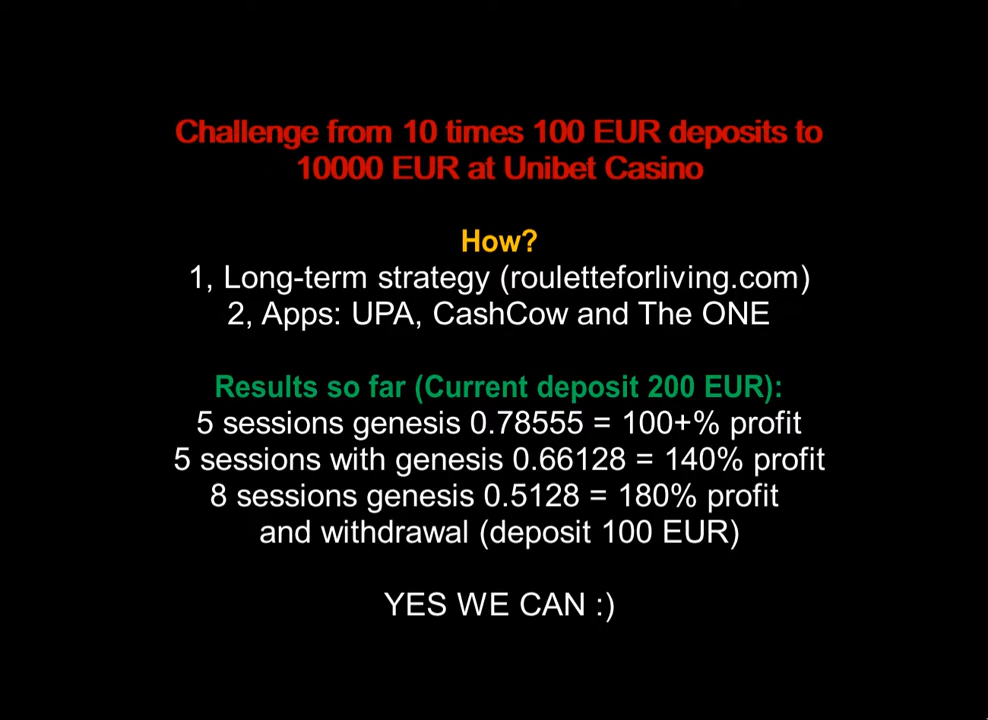 Challenge from 10 times 100 EUR deposits to
10000 EUR at Unibet Casino
How?
1, Long-term strategy (rouletteforliving.com)
2, Apps: UPA, CashCow and The ONE
Results so far (Current deposit 200 EUR):
5 sessions genesis 0.78555 = 100+% profit
5 sessions with genesis 0.66128 = 140% profit
8 sessions genesis 0.5128 = 180% profit
and withdrawal (deposit 100 EUR)
YES WE CAN :)